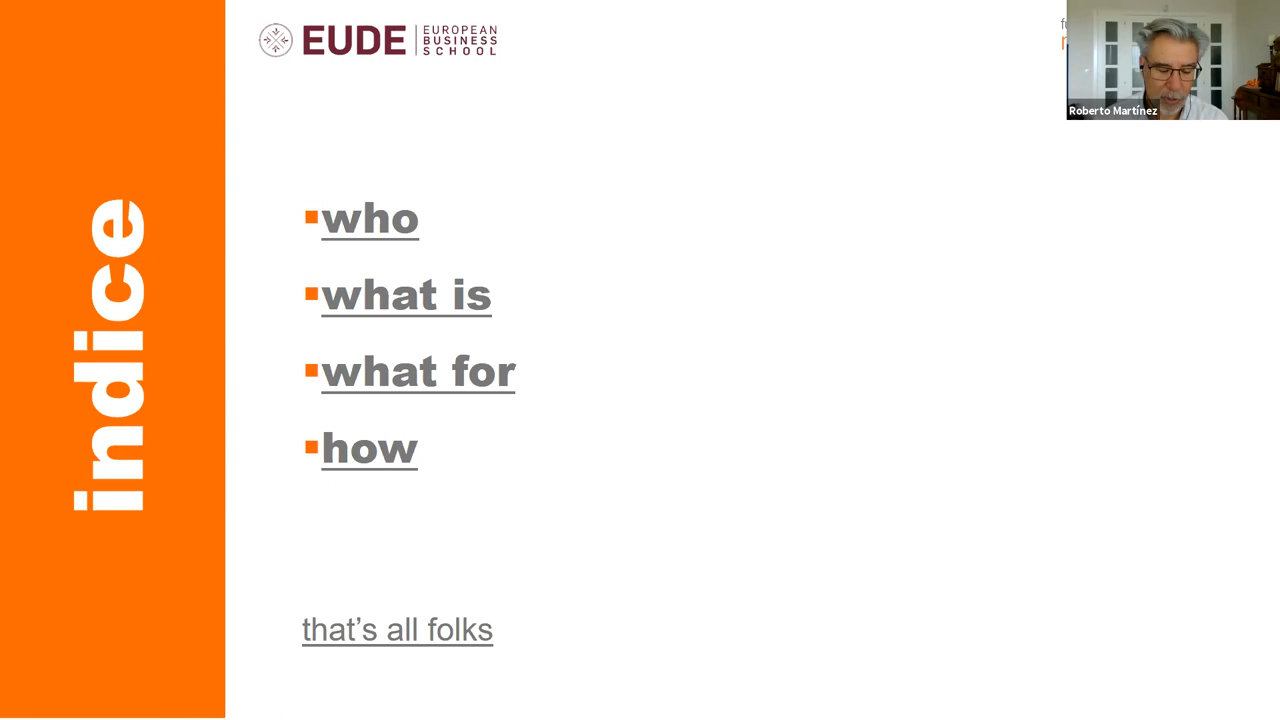 EUDE
EUROPEAN
BUSINESS
SCHOOL
Roberto Martínez
indice
who
what is
what for
how
that's all folks